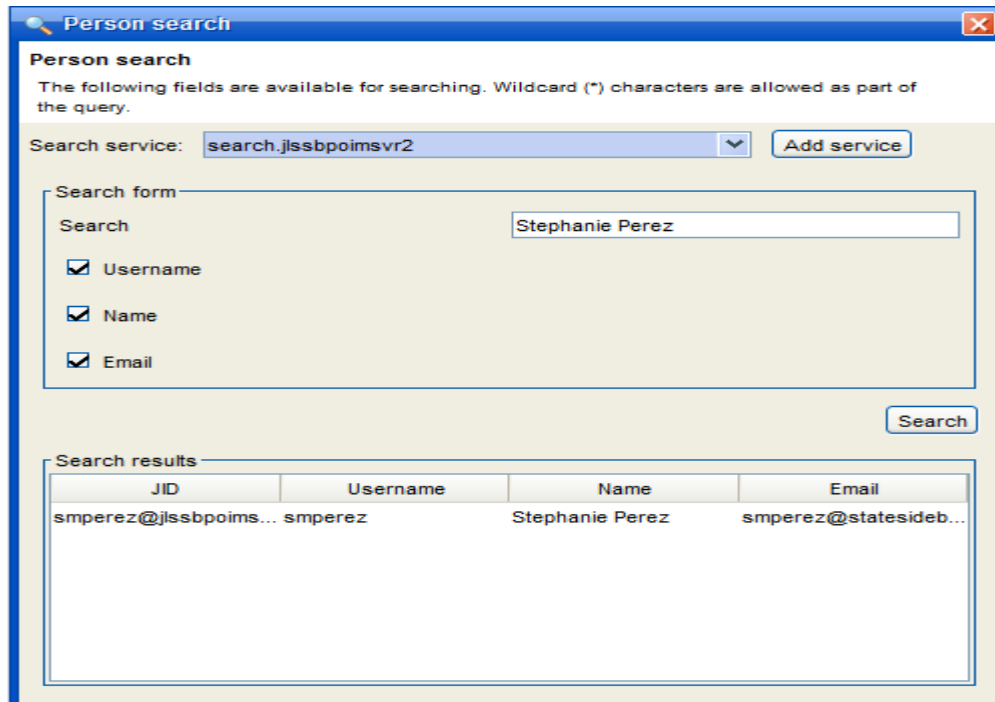 Person search
Person search
The following fields are available for searching. Wildcard (*) characters are allowed as part of
the query.
Search service: search.jlssbpoimsvr2 Add service
Search form
Search Stephanie Perez
Username
Name
Email
Search
Search results
JID Username Name Email
smperez@jlssbpoims... smperez Stephanie Perez smperez@statesideb...